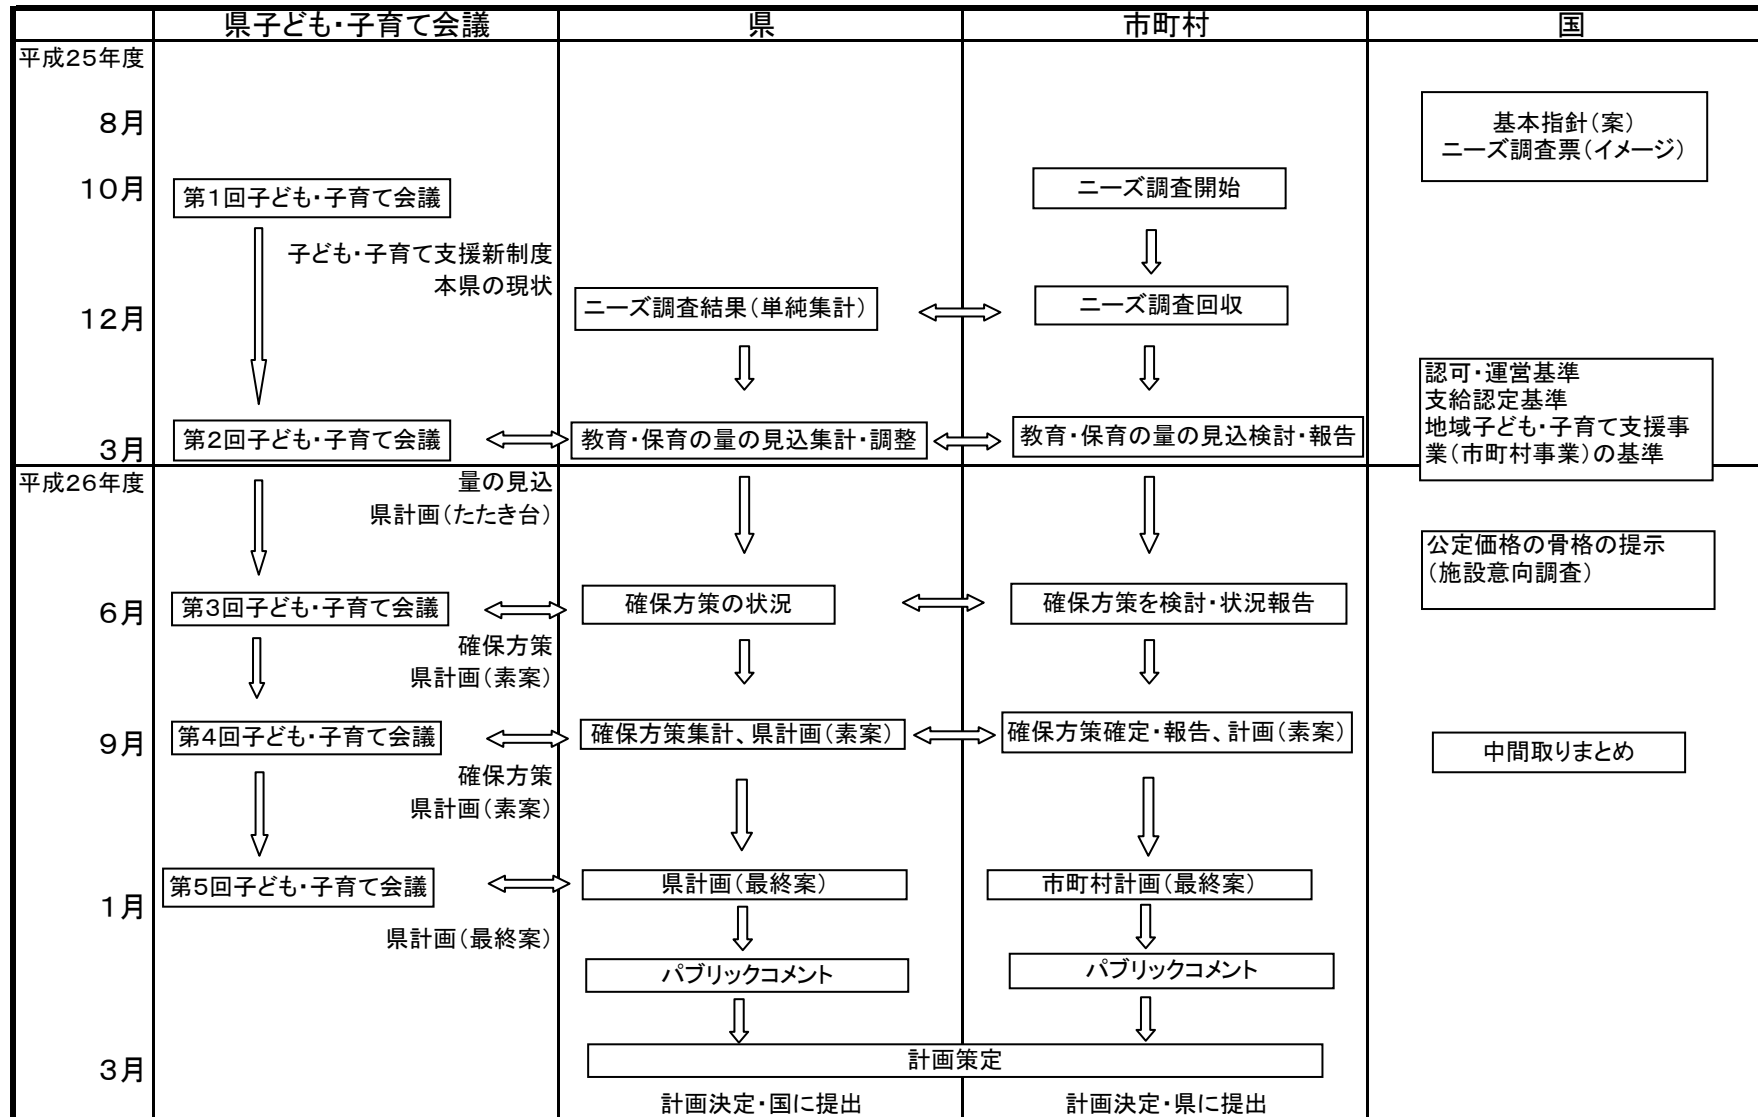 県子ども・子育て会議
県
市町村
国
平成25年度
8月
基本指針（案）
ニーズ調査票（イメージ）
10月
第1回子ども・子育て会議
ニーズ調査開始
子ども・子育て支援新制度
本県の現状
12月
ニーズ調査結果（単純集計）
ニーズ調査回収
認可・運営基準
支給認定基準
地域子ども・子育て支援事
業（市町村事業）の基準
3月
第2回子ども・子育て会議
教育・保育の量の見込集計・調整
教育・保育の量の見込検討・報告
平成26年度
量の見込
県計画（たたき台）
公定価格の骨格の提示
（施設意向調査）
6月
第3回子ども・子育て会議
確保方策の状況
確保方策を検討・状況報告
確保方策
県計画（素案）
9月
第4回子ども・子育て会議
確保方策集計、県計画（素案）
確保方策確定・報告、計画（素案）
中間取りまとめ
確保方策
県計画（素案）
1月
第5回子ども・子育て会議
県計画（最終案）
市町村計画（最終案）
県計画（最終案）
パブリックコメント
パブリックコメント
3月
計画策定
計画決定・国に提出
計画決定・県に提出